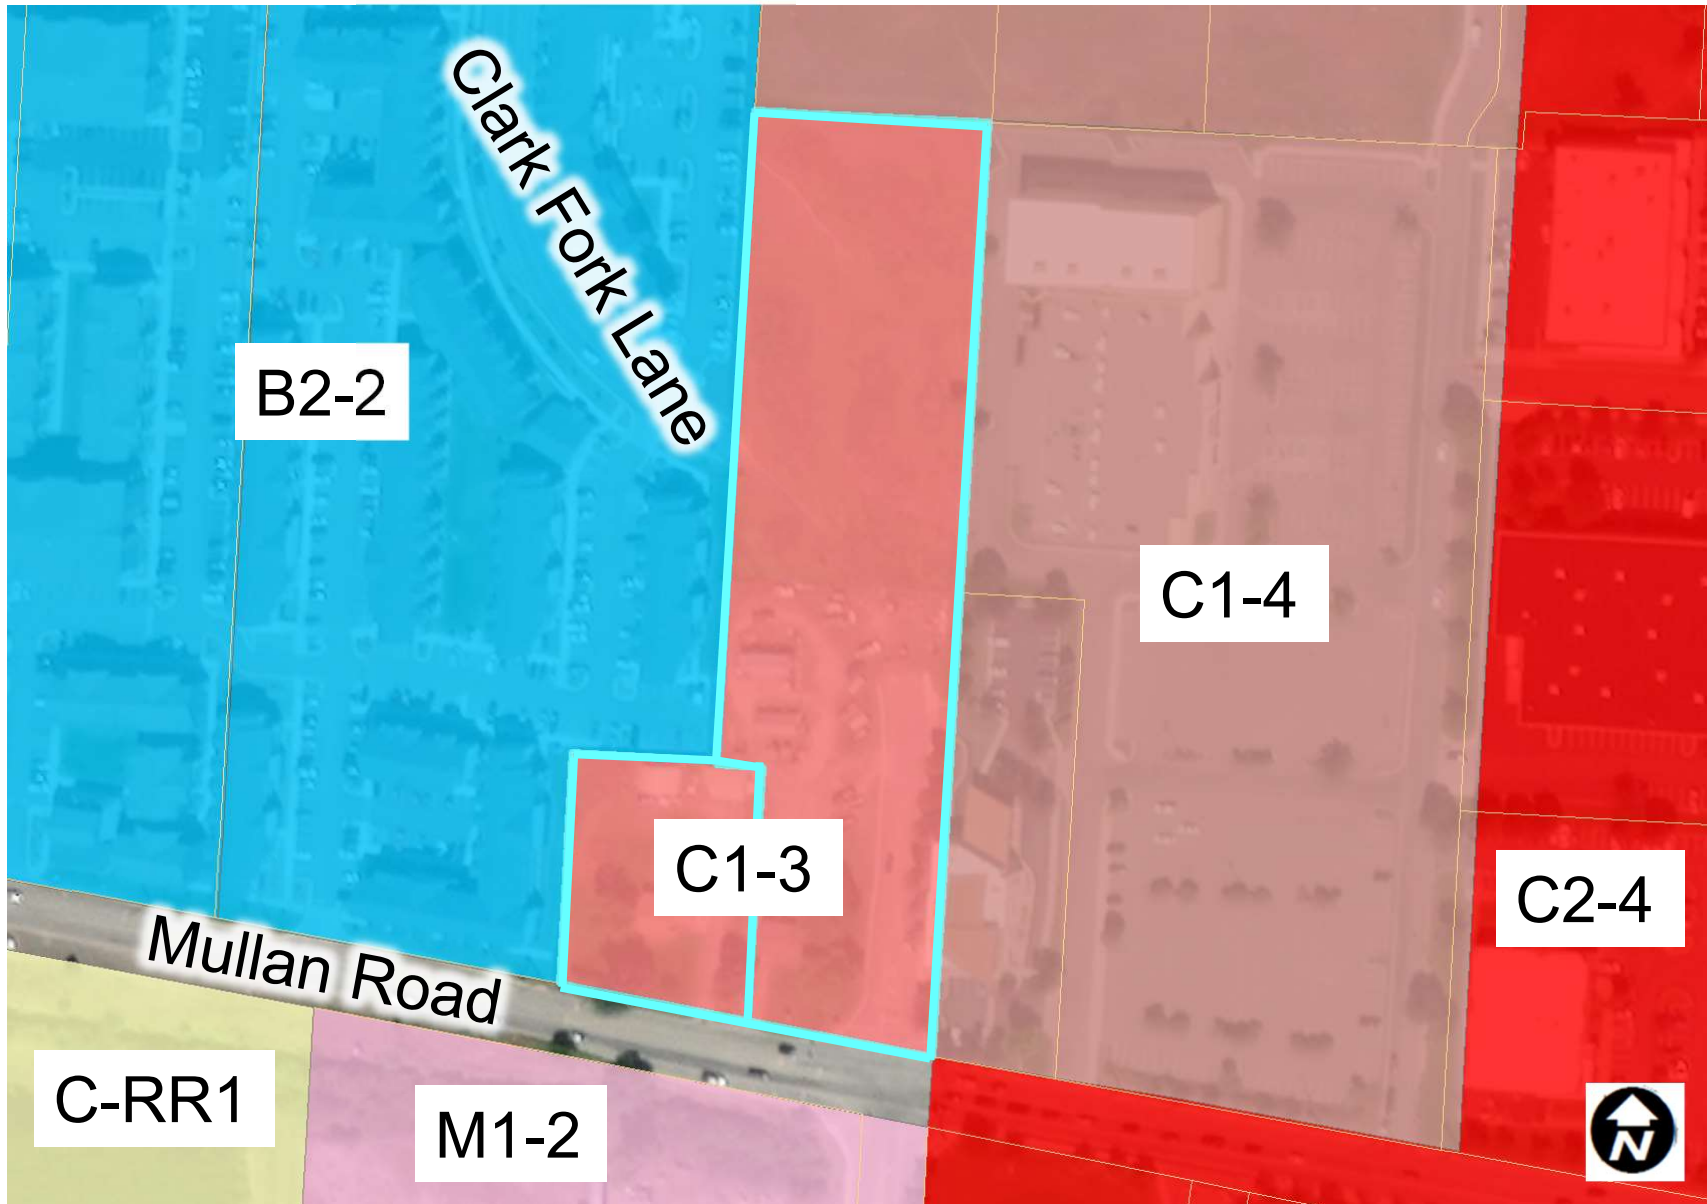 Clark Fork Lane
B2-2
C1-4
C1-3
C2-4
Mullan Road
C-RR1
M1-2
N